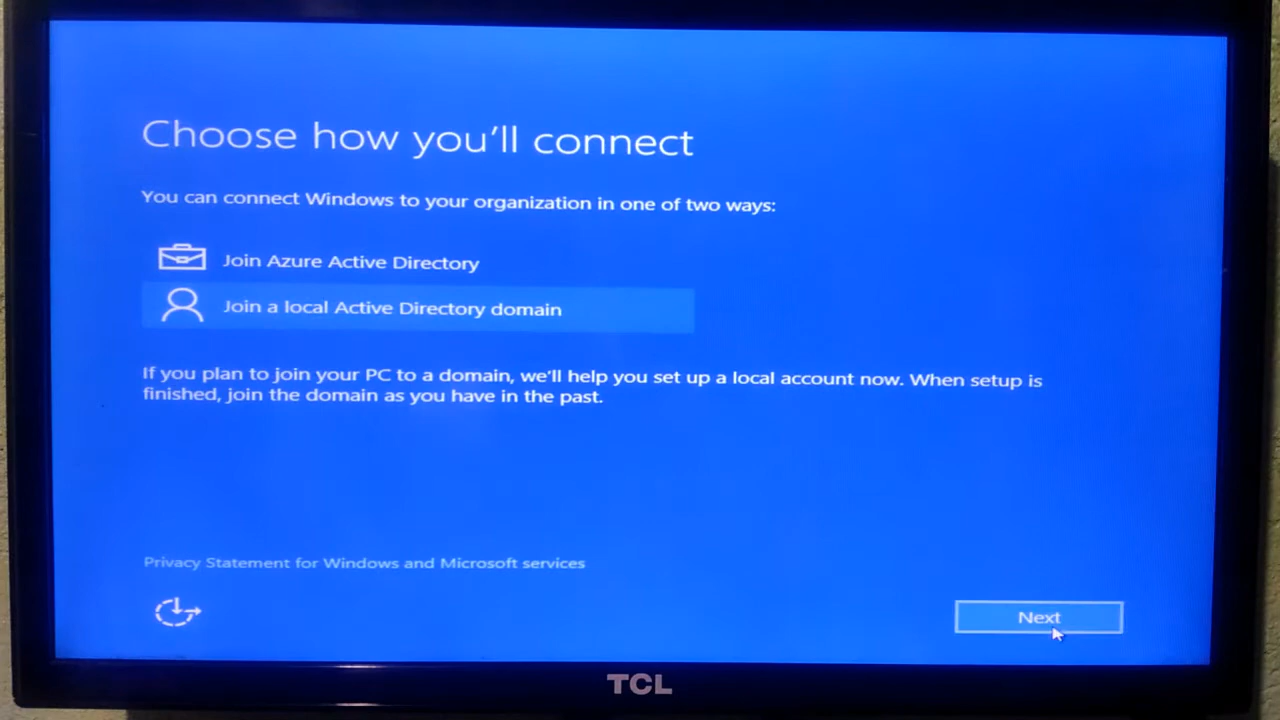 Choose how you'll connect
You can connect Windows to your organization in one of two ways:
Join Azure Active Directory
Join a local Active Directory domain
If you plan to join your PC to a domain, we'll help you set up a local account now. When setup is
finished, join the domain as you have in the past.
Privacy Statement for Windows and Microsoft services
Next
TCL